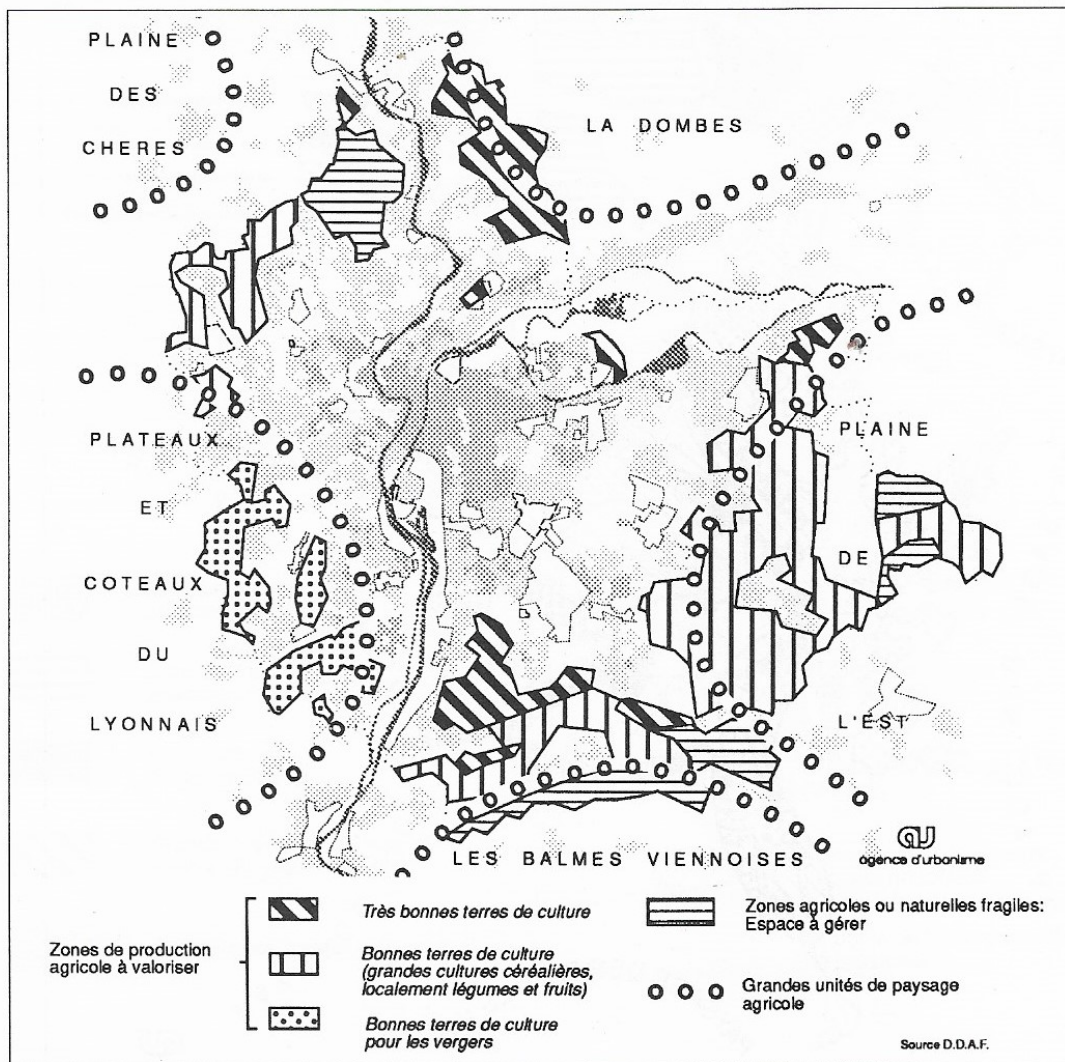 PLAINE
DES
CHERES
LA DOMBES
PLATEAUX
ET
COTEAUX
DU
LYONNAIS
PLAINE
DE
L'EST
LES BALMES VIENNOISES
au
agence d'urbanisme
Zones de production
agricole à valoriser
Très bonnes terres de culture
Bonnes terres de culture
(grandes cultures céréalières,
localement légumes et fruits)
Bonnes terres de culture
pour les vergers
Zones agricoles ou naturelles fragiles:
Espace à gérer
Grandes unités de paysage
agricole
Source D.D.A.F.